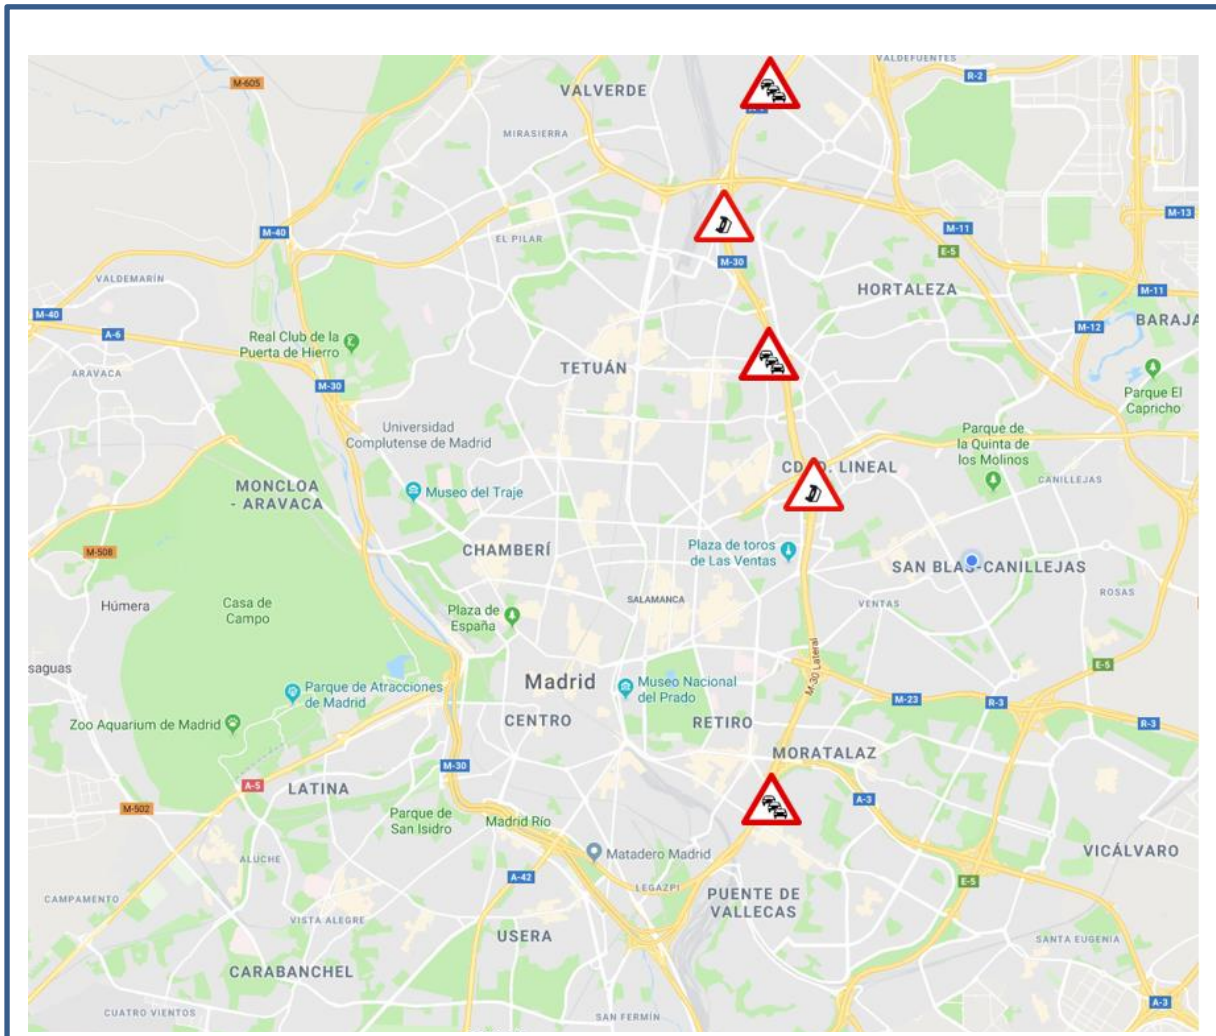 VALDEFUENTES
M-605
R-2
VALVERDE
MIRASIERRA
M-13
M-40
M-11
EL PILAR
E-5
M-30
VALDEMARÍN
HORTALEZA
M-11
M-40
M-12
BARAJA
A-6
Real Club de la
Puerta de Hierro
TETUÁN
ARAVACA
M-30
Parque El
Capricho
Universidad
Complutense de Madrid
Parque de
la Quinta de
los Molinos
CD
O. LINEAL
MONCLOA
- ARAVACA
Museo del Traje
CANILLEJAS
M-508
CHAMBERÍ
Plaza de toros
de Las Ventas
SAN BLAS-CANILLEJAS
Húmera
Casa de
Campo
Plaza de
España
SALAMANCA
VENTAS
ROSAS
saguas
M-30 Lateral
E-5
Parque de Atracciones
de Madrid
Madrid
Museo Nacional
del Prado
M-23
R-3
Zoo Aquarium de Madrid
CENTRO
RETIRO
R-3
M-30
MORATALAZ
A-5
LATINA
M-502
Parque de
San Isidro
Madrid Río
A-3
ALUCHE
Matadero Madrid
VICÁLVARO
A-42
LEGAZPI
E-5
CAMPAMENTO
PUENTE DE
VALLECAS
VISTA ALEGRE
USERA
SANTA EUGENIA
CARABANCHEL
A-3
CUATRO VIENTOS
SAN FERMÍN